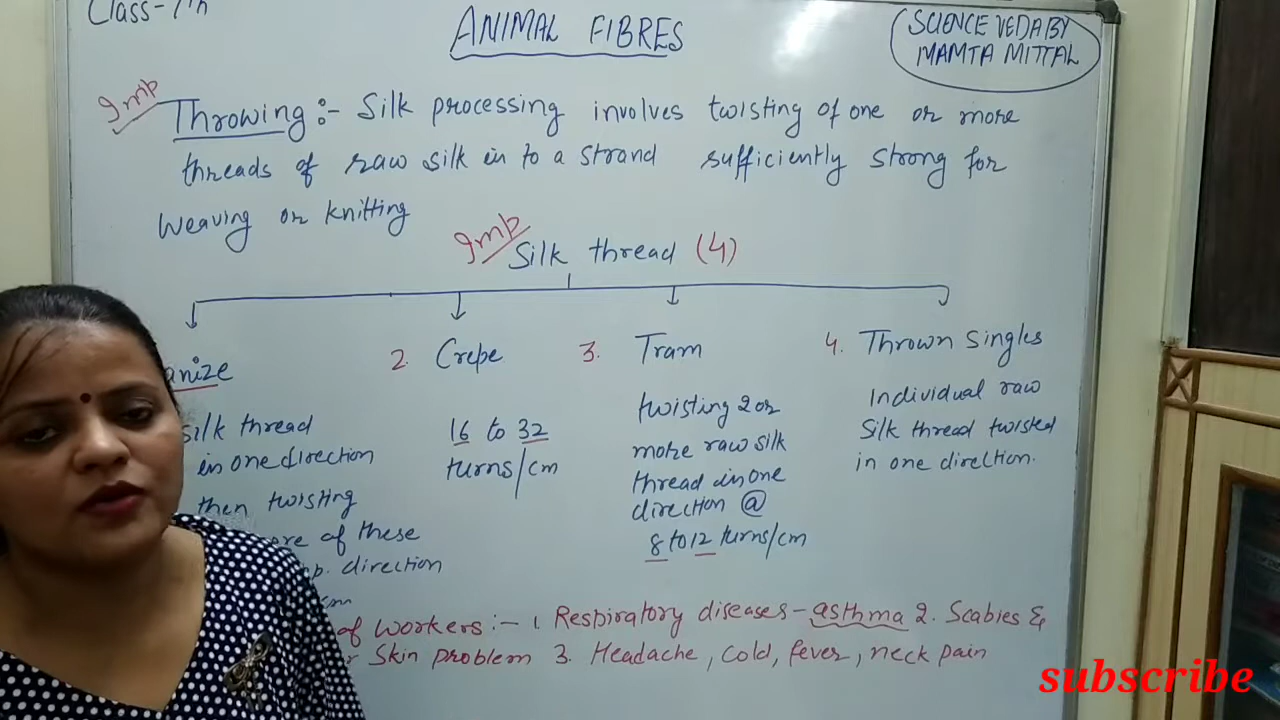 Class-7th
ANIMAL FIBRES
SCIENCE VEDA BY
MAMTA MITTAL
Imp
Throwing :- Silk processing involves twisting of one or more
threads of raw silk in to a strand sufficiently strong for
weaving or knitting
Imp
Silk thread (4)
anize
silk thread
in one direction
then twisting
ore of these
p. direction
cm
2. Crepe
16 to 32
turns/cm
3. Tram
twisting 2 or
more raw silk
thread in one
direction @
8 to 12 turns/cm
4. Thrown Singles
Individual raw
silk thread twisted
in one direction.
of workers :- 1. Respiratory diseases - asthma 2. Scabies &
Skin problem 3. Headache, cold, fever, neck pain
subscribe